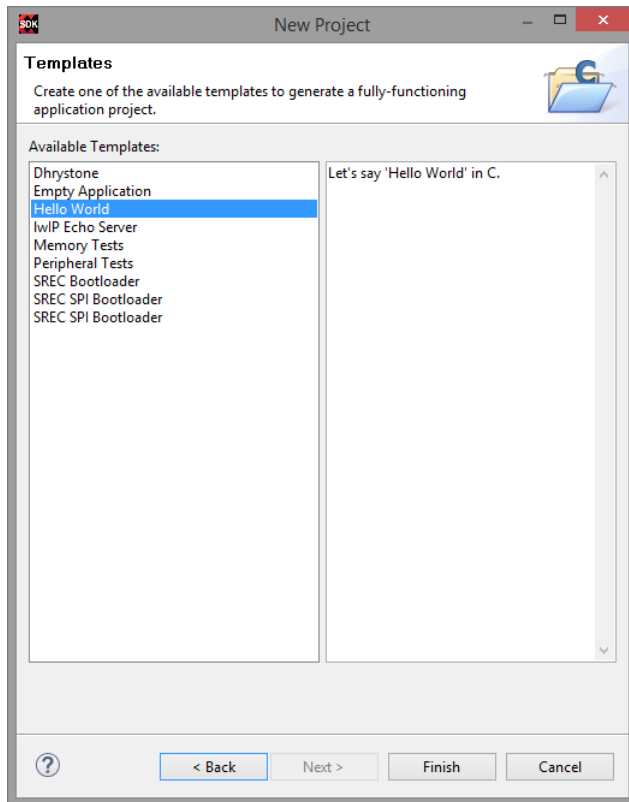 SDK
New Project
Templates
Create one of the available templates to generate a fully-functioning
application project.
C
Available Templates:
Dhrystone
Empty Application
Hello World
lwIP Echo Server
Memory Tests
Peripheral Tests
SREC Bootloader
SREC SPI Bootloader
SREC SPI Bootloader
Let's say 'Hello World' in C.
?
< Back
Next >
Finish
Cancel